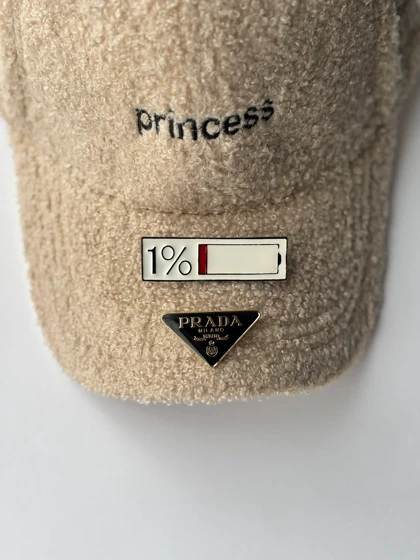 princess
1%
PRADA
MILANO